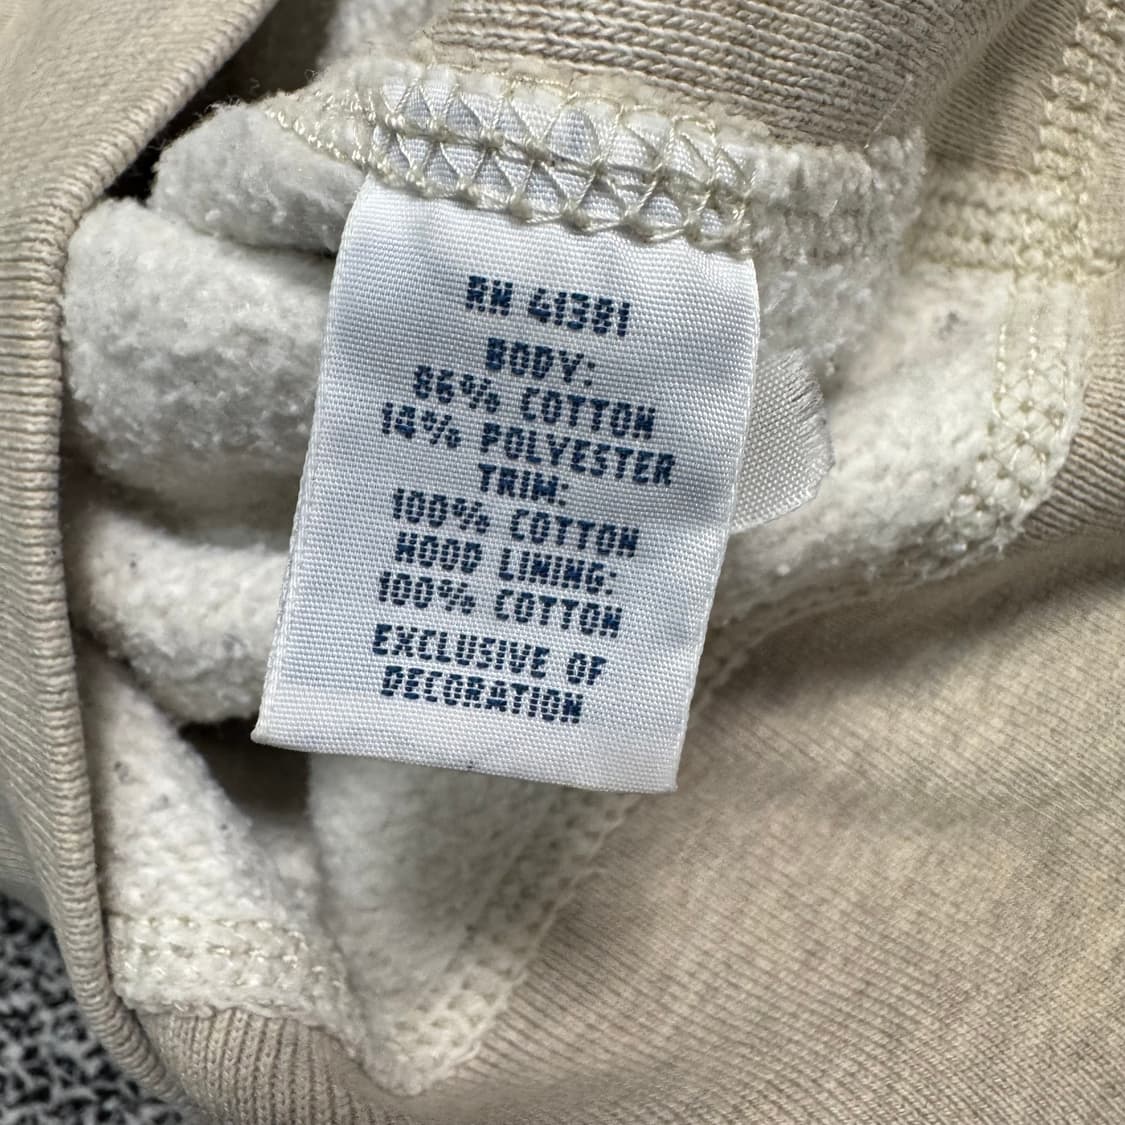 RN 41381
BODY:
86% COTTON
14% POLYESTER
TRIM:
100% COTTON
HOOD LINING:
100% COTTON
EXCLUSIVE OF
DECORATION